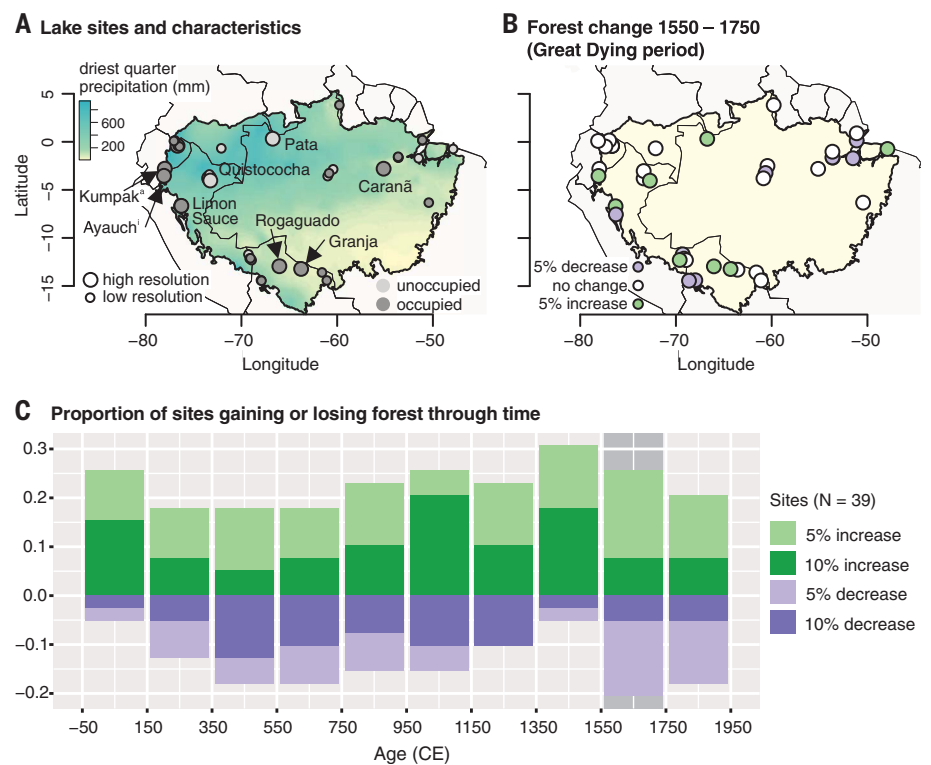 A Lake sites and characteristics
driest quarter
precipitation (mm)
600
200
5
0
−5
−10
−15
Latitude
Pata
Quistococha
Kumpakª
Ayauchⁱ
Limon
Sauce
Caranã
Rogaguado
Granja
high resolution
low resolution
unoccupied
occupied
−80
−70
−60
−50
Longitude
B Forest change 1550 – 1750
(Great Dying period)
5% decrease
no change
5% increase
−80
−70
−60
−50
Longitude
C Proportion of sites gaining or losing forest through time
0.3
0.2
0.1
0.0
−0.1
−0.2
−50
150
350
550
750
950
1150
1350
1550
1750
1950
Age (CE)
Sites (N = 39)
5% increase
10% increase
5% decrease
10% decrease